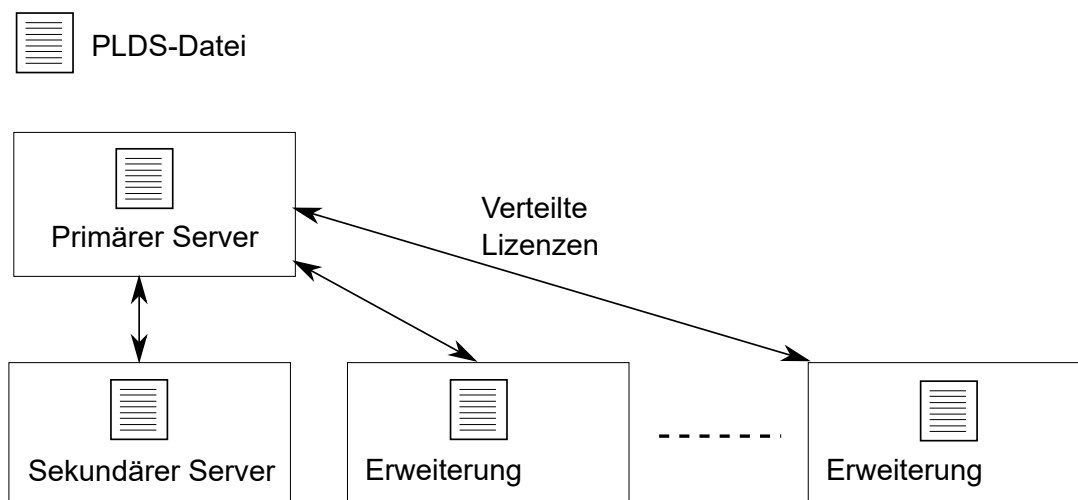 PLDS-Datei
Primärer Server
Verteilte
Lizenzen
Sekundärer Server
Erweiterung
Erweiterung